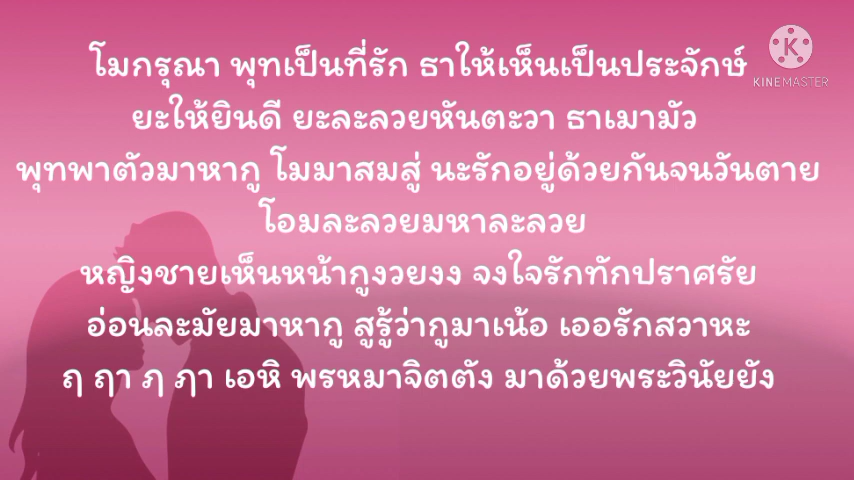 โมกรุณา พุทเป็นที่รัก ธาให้เห็นเป็นประจักษ์
ยะให้ยินดี ยะละลวยหันตะวา ธาเมามัว
พุทพาตัวมาหากู โมมาสมสู่ นะรักอยู่ด้วยกันจนวันตาย
โอมละลวยมหาละลวย
หญิงชายเห็นหน้ากูงวยงง จงใจรักทักปราศรัย
อ่อนละมัยมาหากู สูรู้ว่ากูมาเน้อ เออรักสวาหะ
ฤ ฤา ฦ ฦา เอหิ พรหมาจิตตัง มาด้วยพระวินัยยัง
K
KINEMASTER